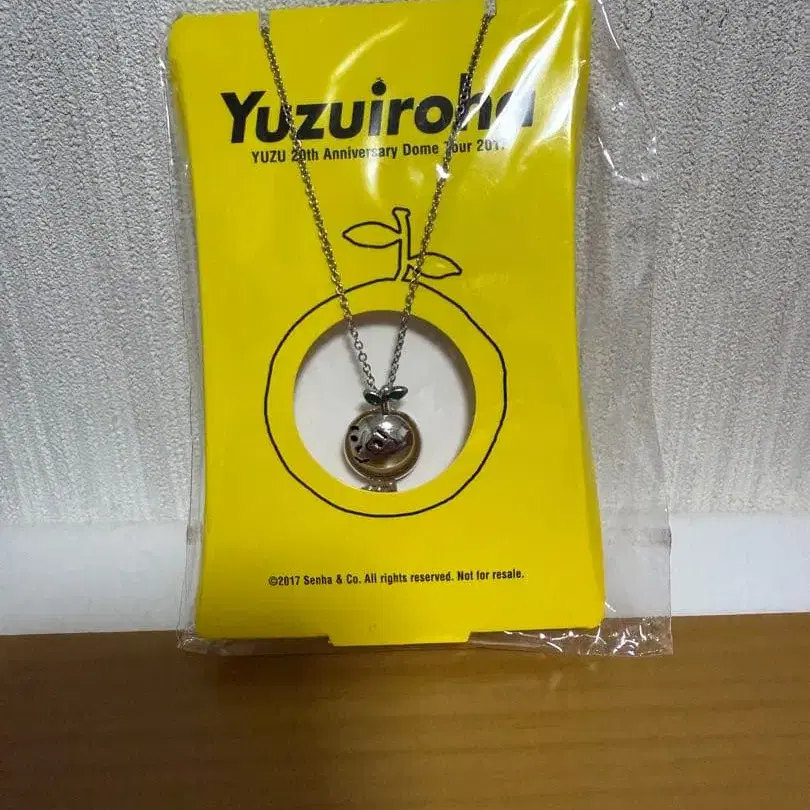 Yuzuiroha
YUZU 20th Anniversary Dome Tour 2017
©2017 Senha & Co. All rights reserved. Not for resale.